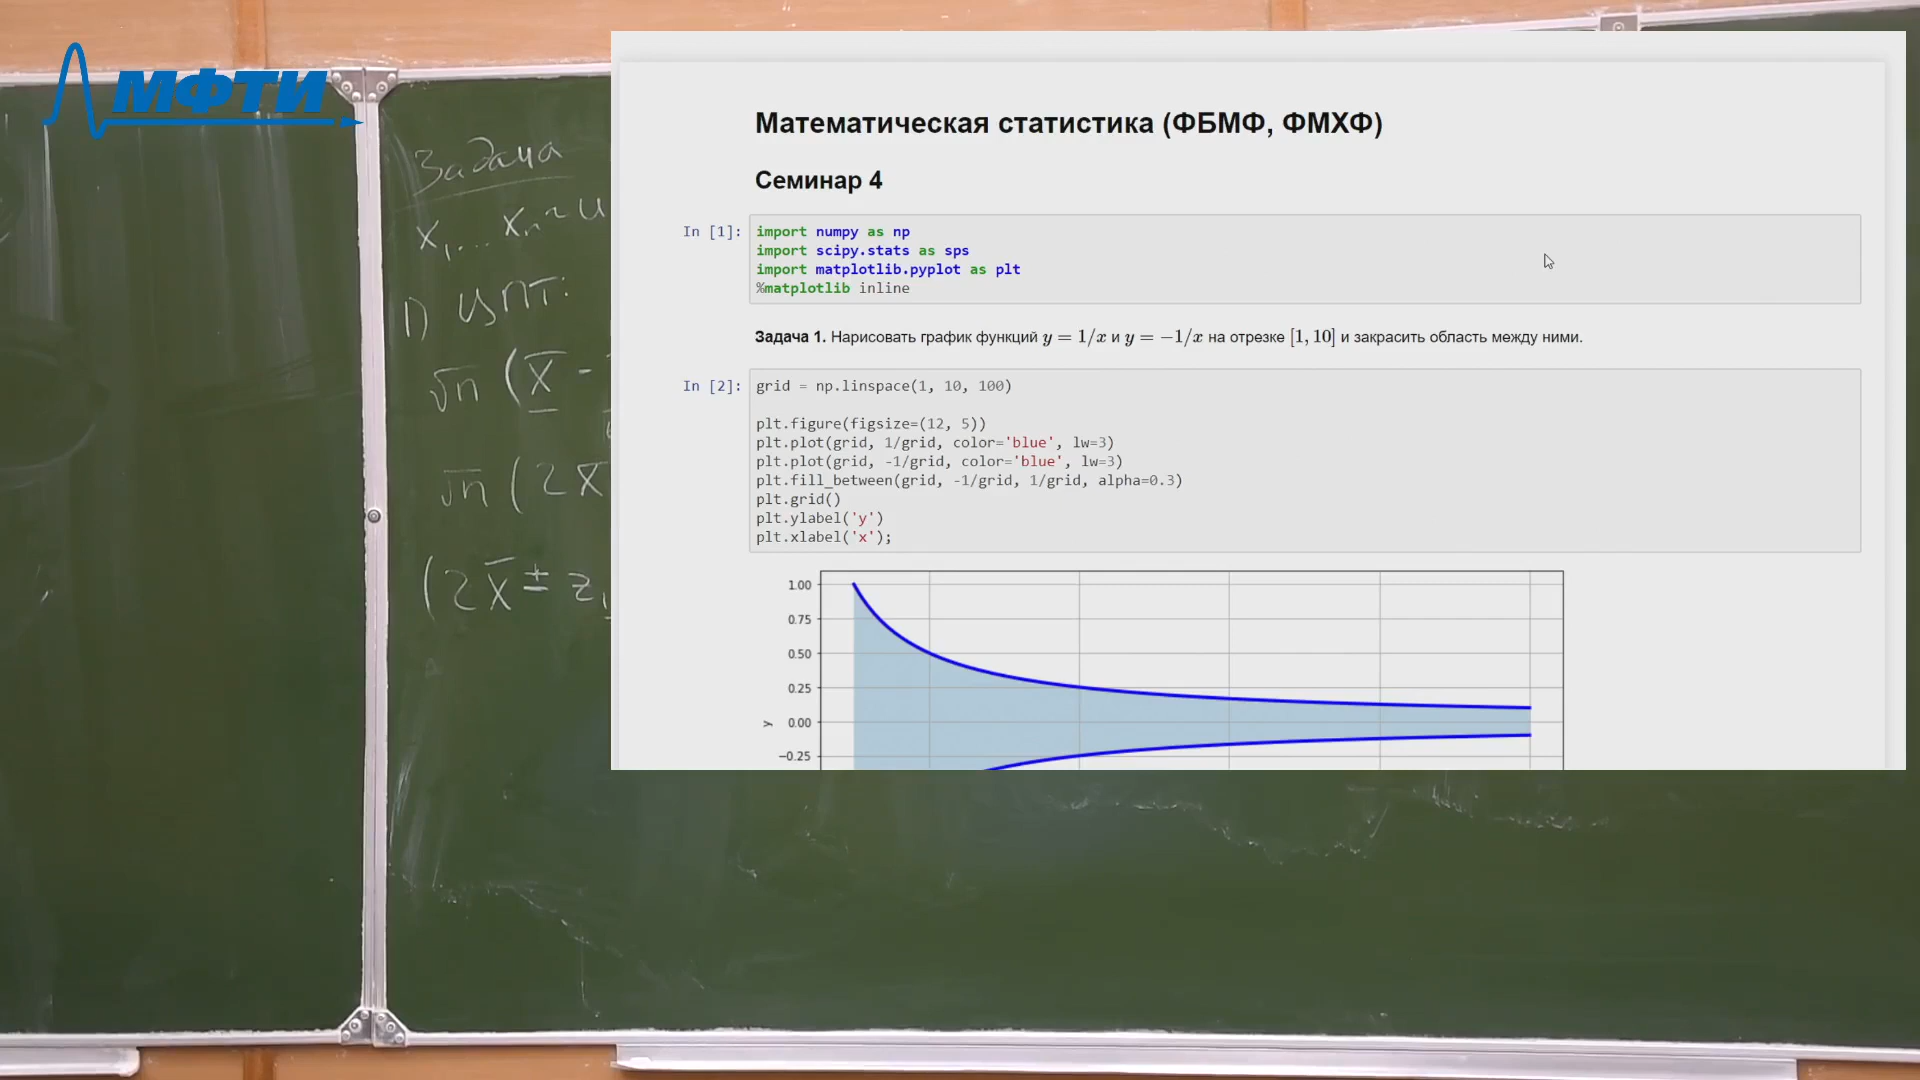 МФТИ
Задача
x₁, ... xₙ ~ U
1) ЦПТ:
√n (X̄ -
√n (2X̄
(2X̄ ± z₁
Математическая статистика (ФБМФ, ФМХФ)
Семинар 4
In [1]:
import numpy as np
import scipy.stats as sps
import matplotlib.pyplot as plt
%matplotlib inline
Задача 1. Нарисовать график функций y = 1/x и y = −1/x на отрезке [1, 10] и закрасить область между ними.
In [2]:
grid = np.linspace(1, 10, 100)
plt.figure(figsize=(12, 5))
plt.plot(grid, 1/grid, color='blue', lw=3)
plt.plot(grid, -1/grid, color='blue', lw=3)
plt.fill_between(grid, -1/grid, 1/grid, alpha=0.3)
plt.grid()
plt.ylabel('y')
plt.xlabel('x');
1.00
0.75
0.50
0.25
y
0.00
−0.25